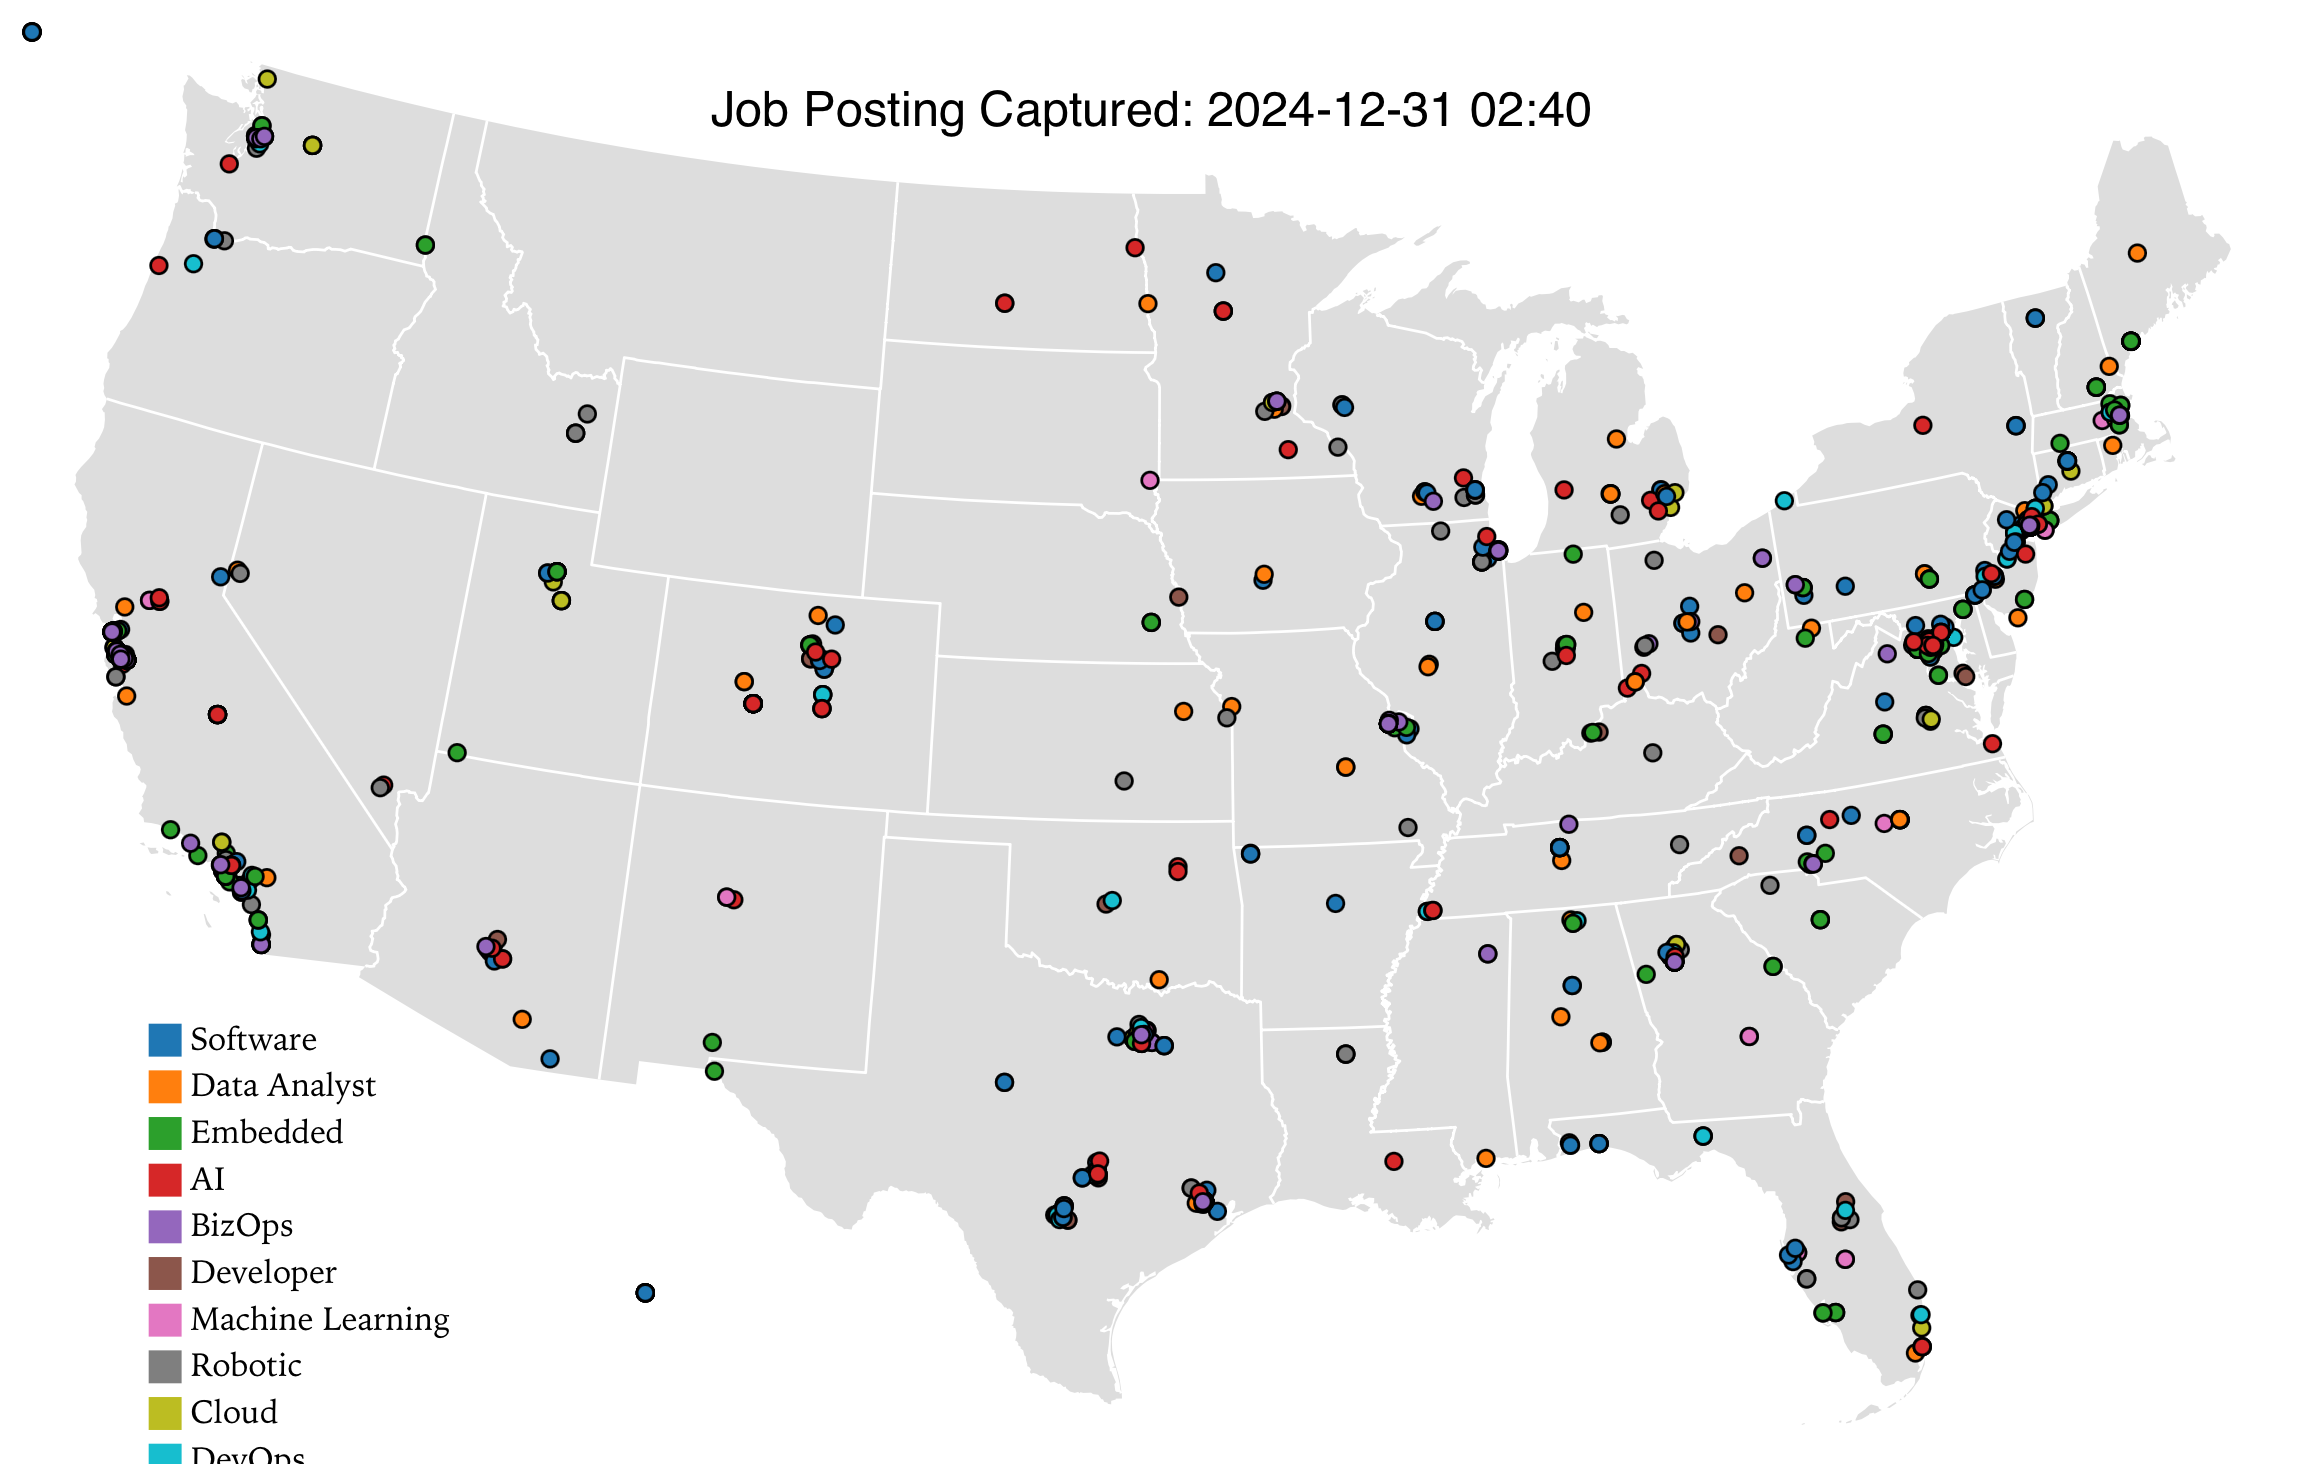 Job Posting Captured: 2024-12-31 02:40
Software
Data Analyst
Embedded
AI
BizOps
Developer
Machine Learning
Robotic
Cloud
DevOps